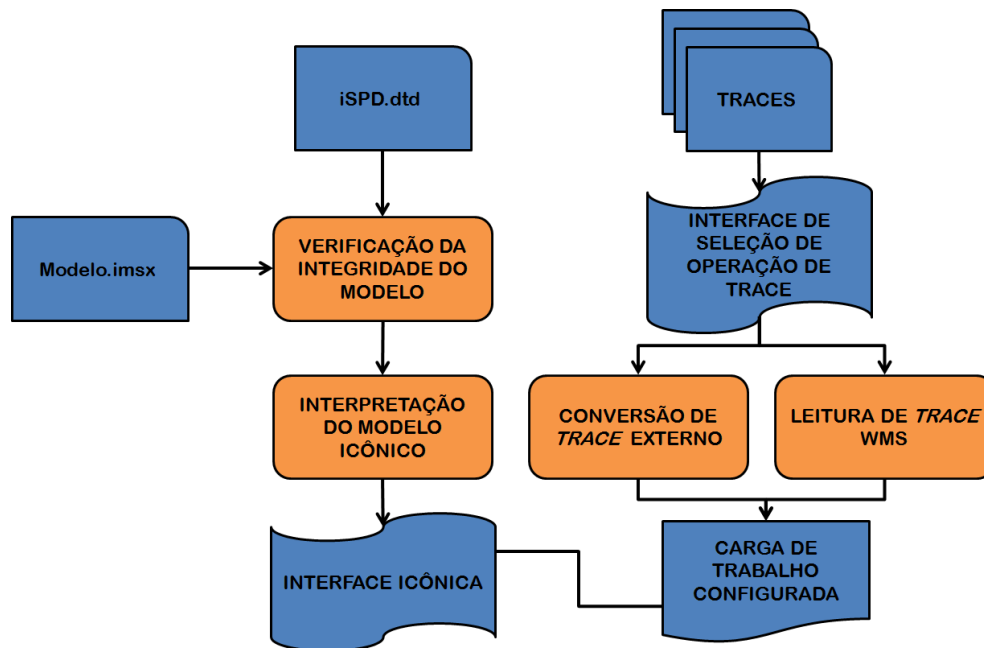 iSPD.dtd
TRACES
Modelo.imsx
VERIFICAÇÃO DA
INTEGRIDADE DO
MODELO
INTERFACE DE
SELEÇÃO DE
OPERAÇÃO DE
TRACE
INTERPRETAÇÃO
DO MODELO
ICÔNICO
CONVERSÃO DE
TRACE EXTERNO
LEITURA DE TRACE
WMS
INTERFACE ICÔNICA
CARGA DE
TRABALHO
CONFIGURADA